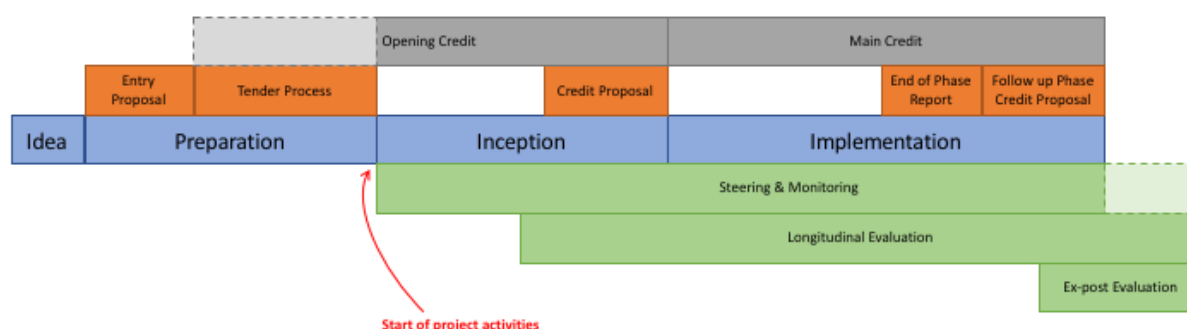 Opening Credit
Main Credit
Entry
Proposal
Tender Process
Credit Proposal
End of Phase
Report
Follow up Phase
Credit Proposal
Idea
Preparation
Inception
Implementation
Steering & Monitoring
Longitudinal Evaluation
Ex-post Evaluation
Start of project activities